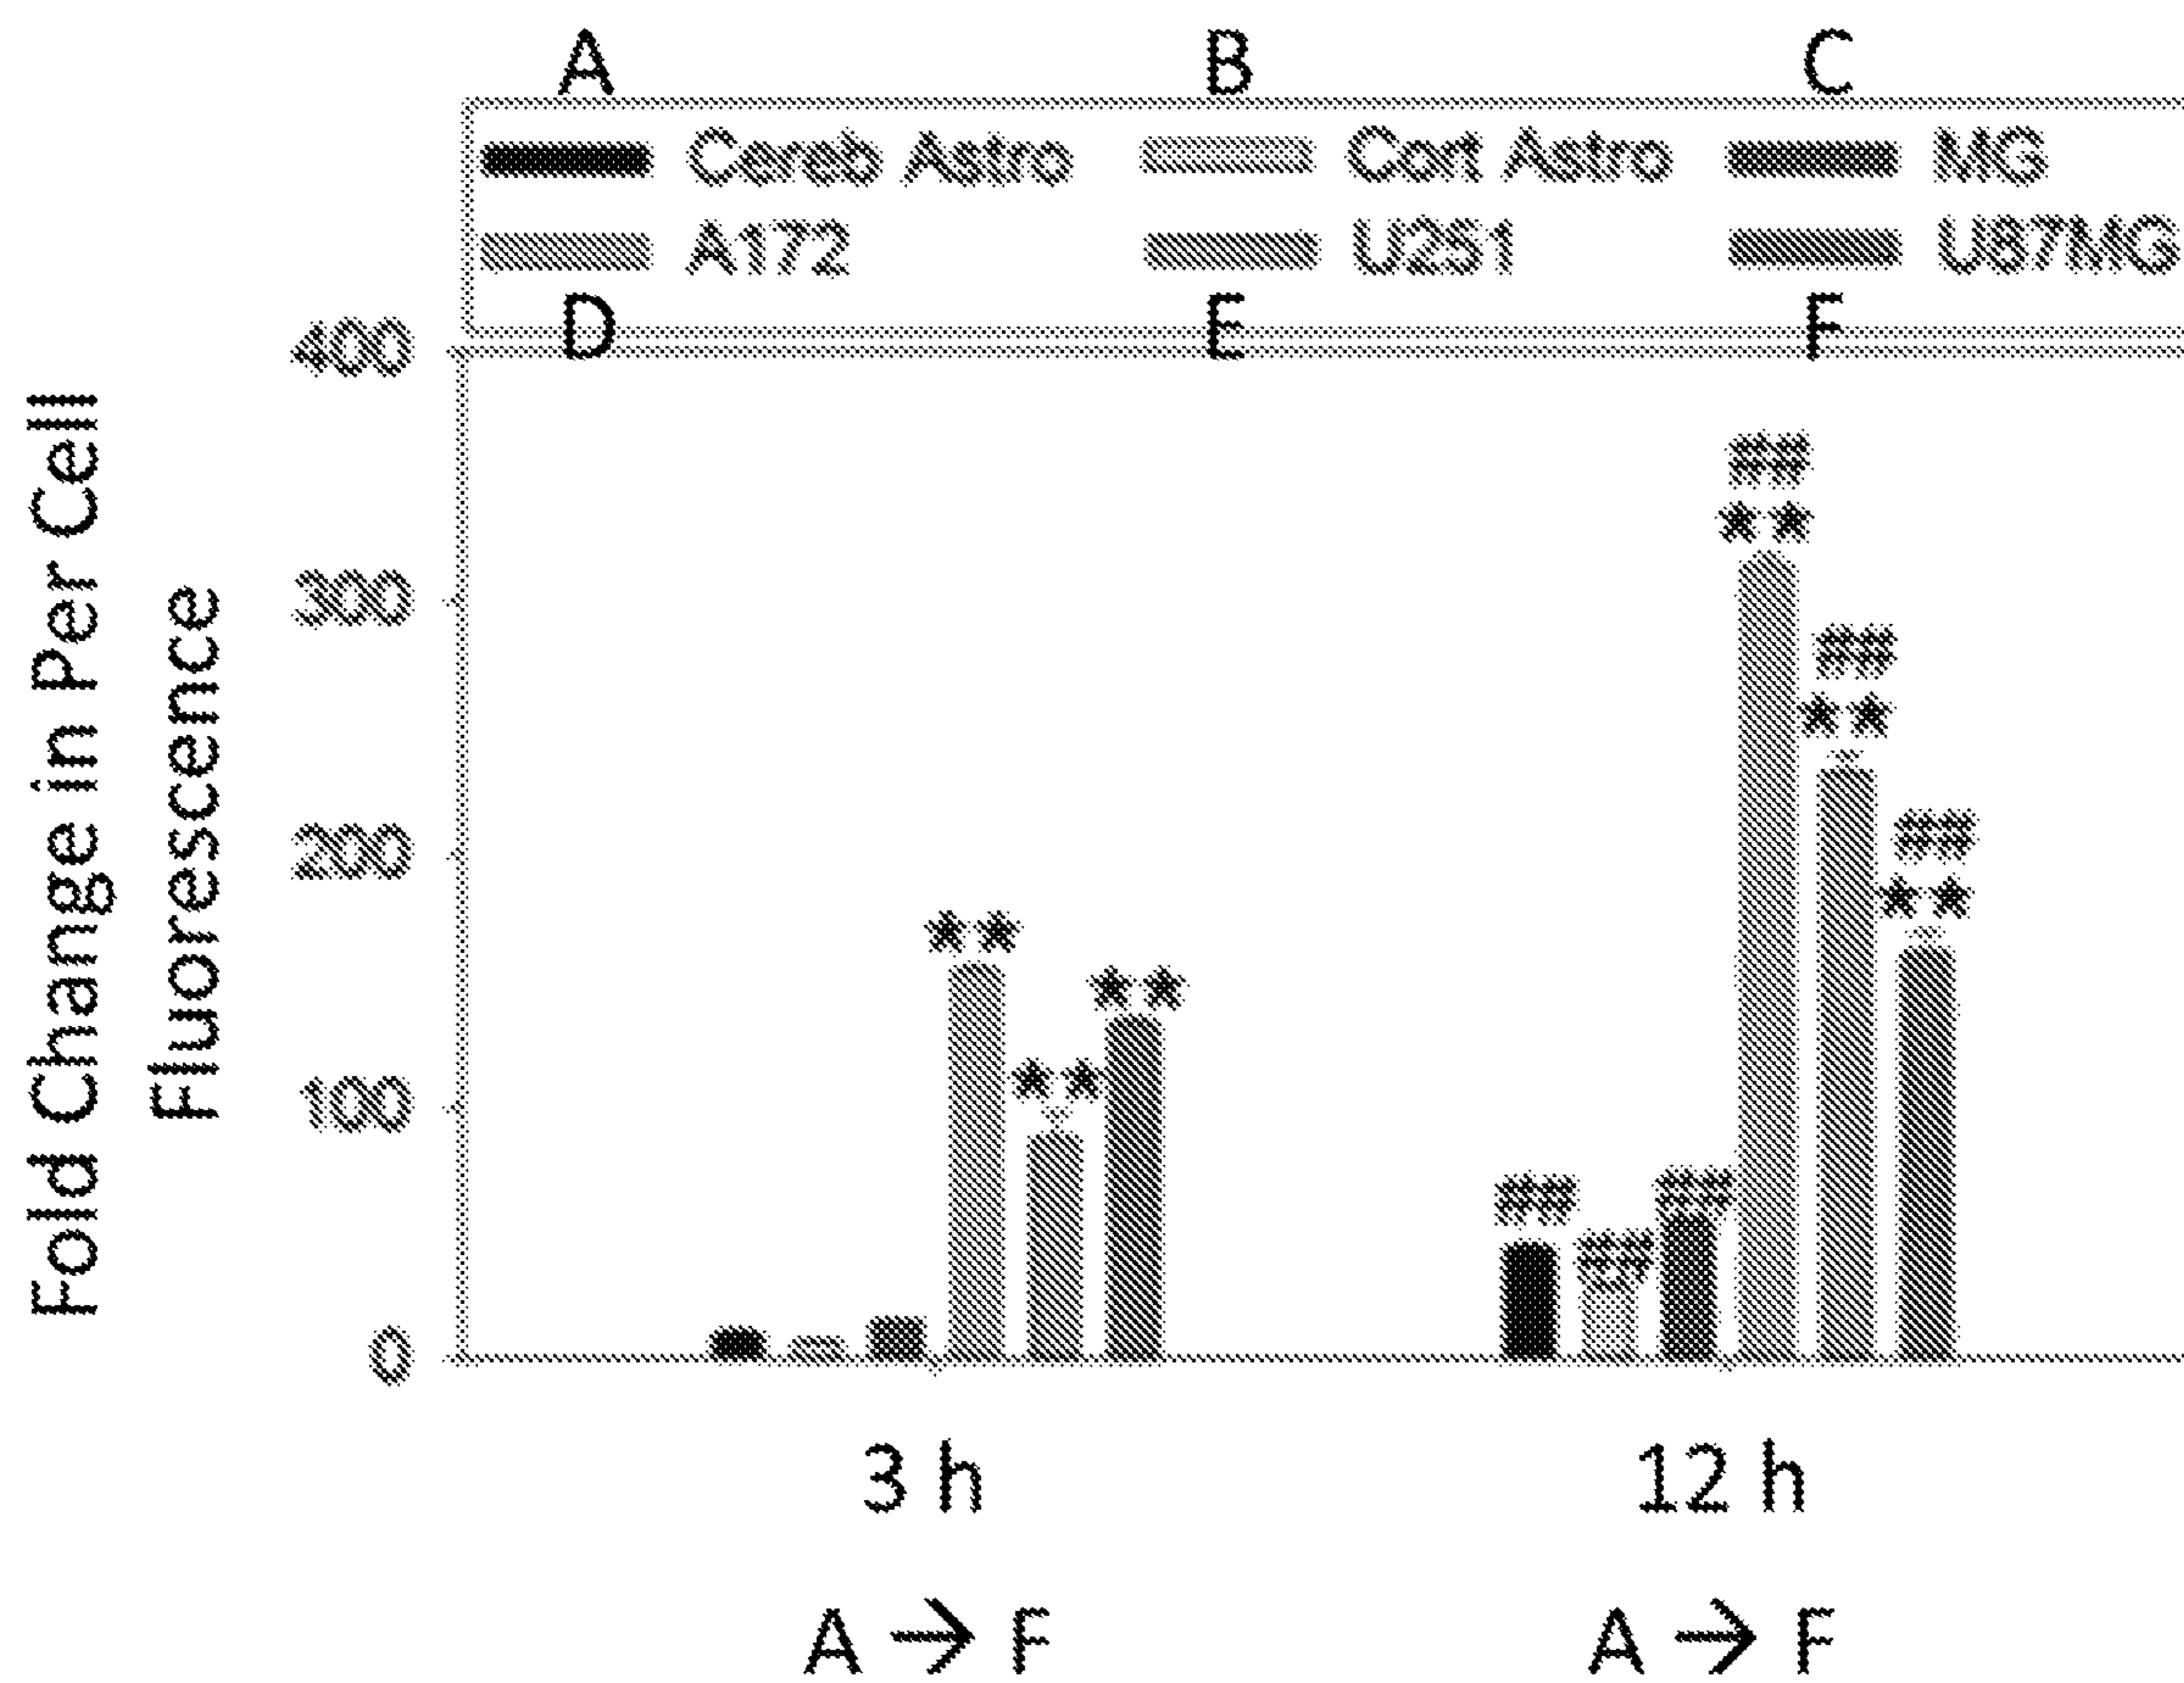 A B C
Cereb Astro Cort Astro MG
A172 U251 U87MG
D E F
Fold Change in Per Cell
Fluorescence
400
300
200
100
0
##
**
##
**
##
**
**
**
**
##
##
##
3 h 12 h
A → F A → F